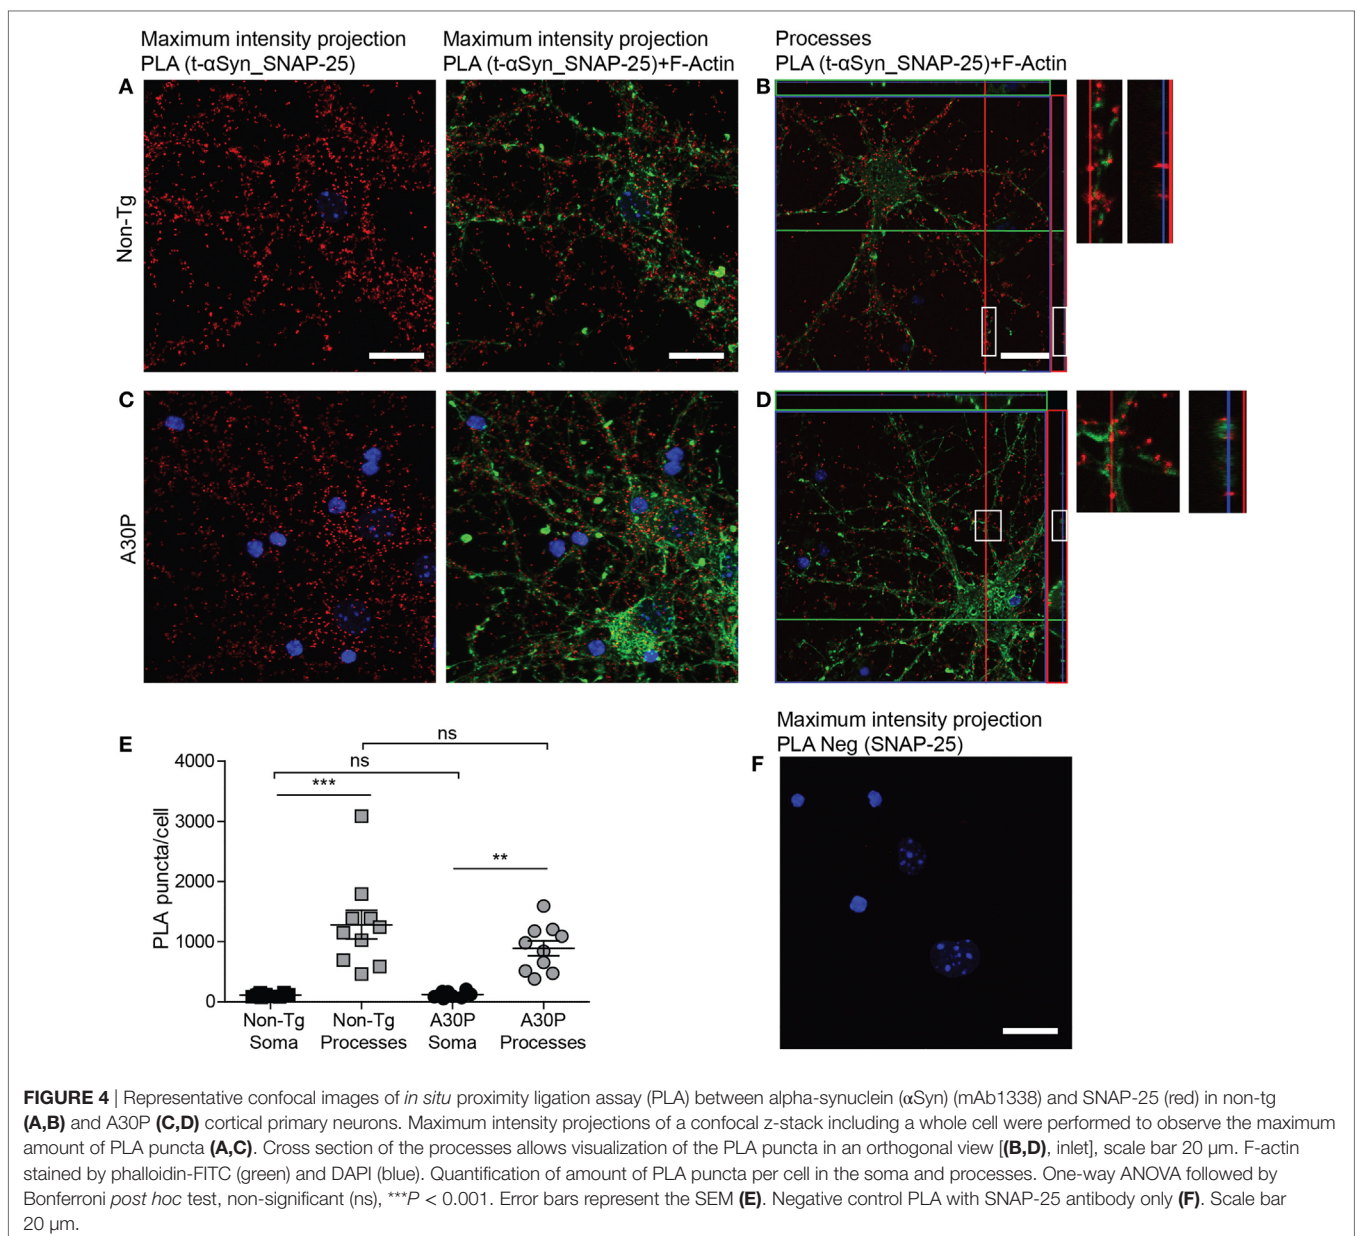 Maximum intensity projection
PLA (t-αSyn_SNAP-25)
Maximum intensity projection
PLA (t-αSyn_SNAP-25)+F-Actin
Processes
PLA (t-αSyn_SNAP-25)+F-Actin
A
B
Non-Tg
C
D
A30P
E
ns
ns
***
**
4000
3000
2000
1000
0
PLA puncta/cell
Non-Tg
Soma
Non-Tg
Processes
A30P
Soma
A30P
Processes
Maximum intensity projection
PLA Neg (SNAP-25)
F
FIGURE 4 | Representative confocal images of in situ proximity ligation assay (PLA) between alpha-synuclein (αSyn) (mAb1338) and SNAP-25 (red) in non-tg
(A,B) and A30P (C,D) cortical primary neurons. Maximum intensity projections of a confocal z-stack including a whole cell were performed to observe the maximum
amount of PLA puncta (A,C). Cross section of the processes allows visualization of the PLA puncta in an orthogonal view [(B,D), inlet], scale bar 20 μm. F-actin
stained by phalloidin-FITC (green) and DAPI (blue). Quantification of amount of PLA puncta per cell in the soma and processes. One-way ANOVA followed by
Bonferroni post hoc test, non-significant (ns), ***P < 0.001. Error bars represent the SEM (E). Negative control PLA with SNAP-25 antibody only (F). Scale bar
20 μm.